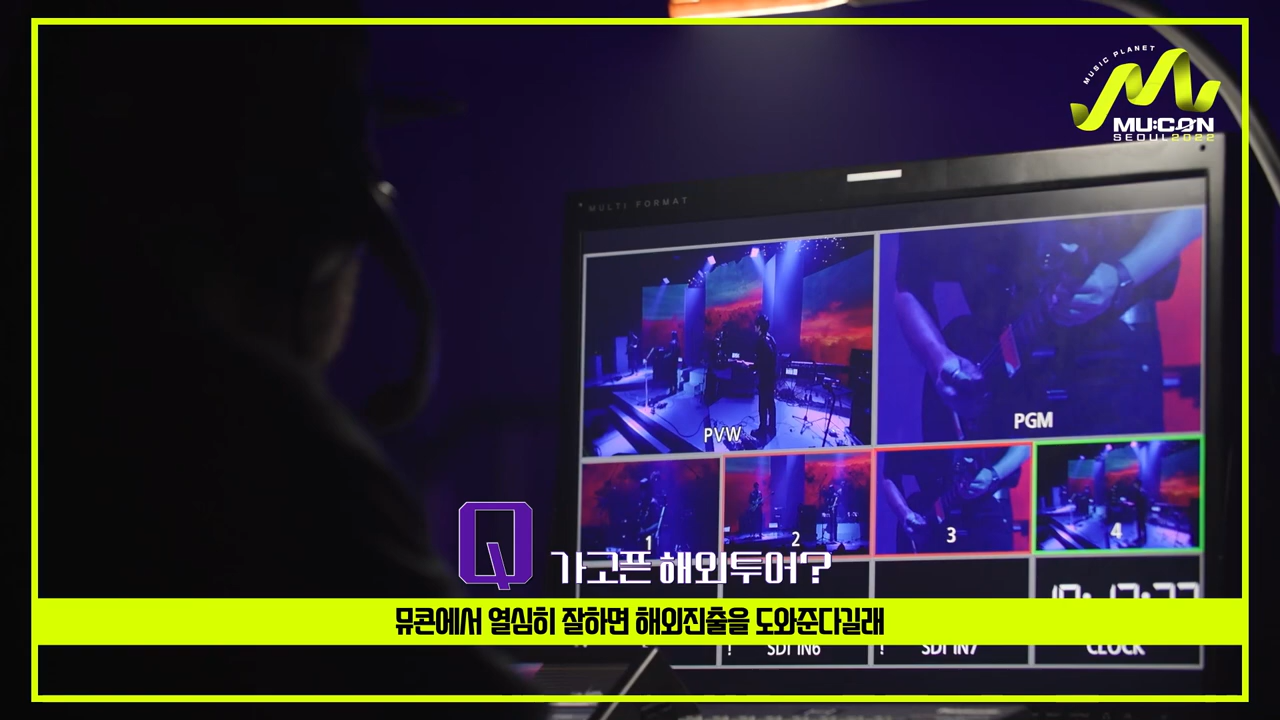 MUSIC PLANET
MU:CON
SEOUL 2022
MULTI FORMAT
PVW
PGM
1
2
3
4
Q 가고픈 해외투어?
뮤콘에서 열심히 잘하면 해외진출을 도와준다길래
! SDI IN6
! SDI IN7
CLOCK